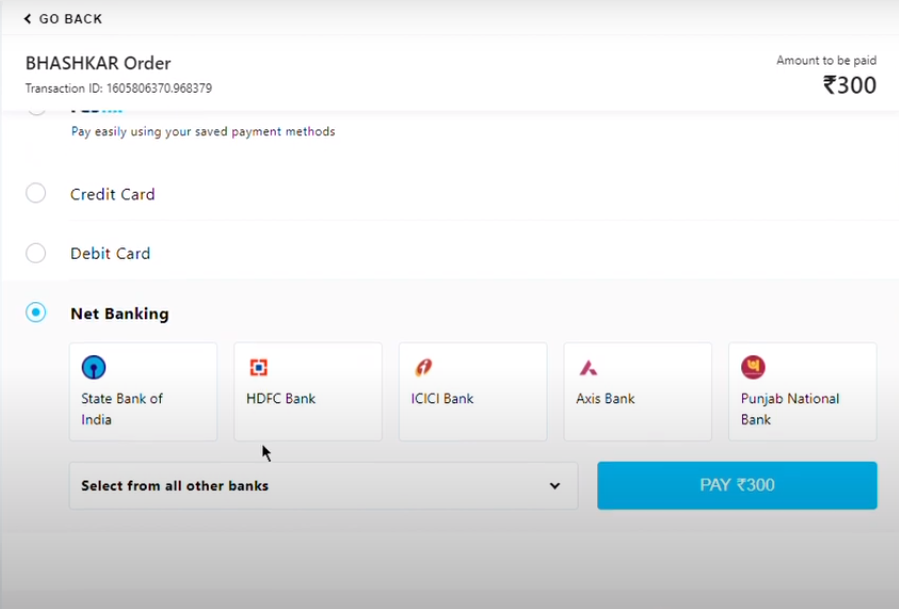 GO BACK
BHASHKAR Order
Transaction ID: 1605806370.968379
Amount to be paid
₹300
Pay easily using your saved payment methods
Credit Card
Debit Card
Net Banking
State Bank of
India
HDFC Bank
ICICI Bank
Axis Bank
Punjab National
Bank
Select from all other banks
PAY ₹300